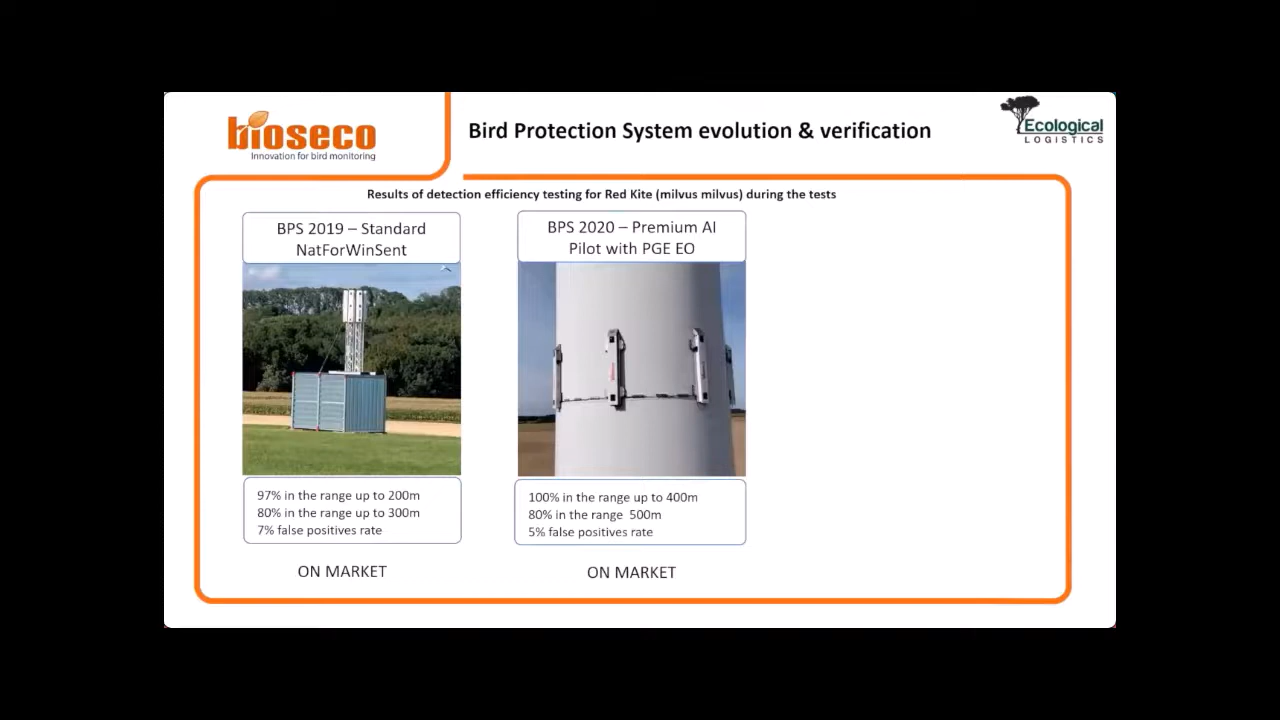 bioseco
Innovation for bird monitoring
Bird Protection System evolution & verification
Ecological
LOGISTICS
Results of detection efficiency testing for Red Kite (milvus milvus) during the tests
BPS 2019 – Standard
NatForWinSent
BPS 2020 – Premium AI
Pilot with PGE EO
97% in the range up to 200m
80% in the range up to 300m
7% false positives rate
100% in the range up to 400m
80% in the range  500m
5% false positives rate
ON MARKET
ON MARKET